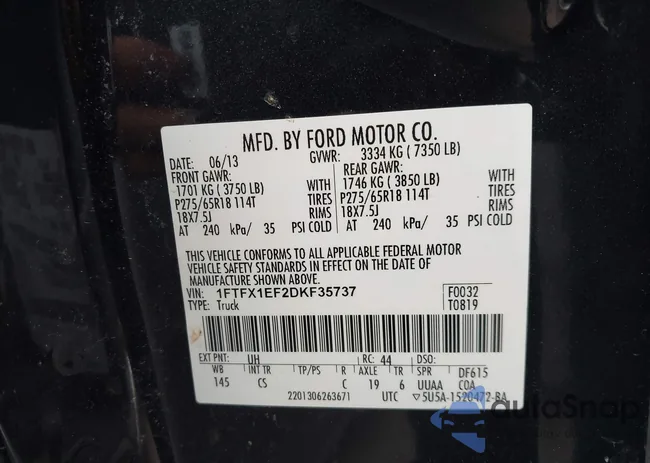 MFD. BY FORD MOTOR CO.
DATE: 06/13 GVWR: 3334 KG ( 7350 LB)
FRONT GAWR: REAR GAWR:
1701 KG ( 3750 LB) WITH 1746 KG ( 3850 LB) WITH
P275/65R18 114T TIRES P275/65R18 114T TIRES
18X7.5J RIMS 18X7.5J RIMS
AT 240 kPa/ 35 PSI COLD AT 240 kPa/ 35 PSI COLD
THIS VEHICLE CONFORMS TO ALL APPLICABLE FEDERAL MOTOR
VEHICLE SAFETY STANDARDS IN EFFECT ON THE DATE OF
MANUFACTURE SHOWN ABOVE.
VIN: 1FTFX1EF2DKF35737 F0032
TYPE: Truck T0819
EXT PNT: UH RC: 44 DSO:
WB INT TR TP/PS R AXLE TR SPR DF615
145 CS C 19 6 UUAA COA
2201306263671 UTC ▽5U5A-1520472-BA
autoSnap